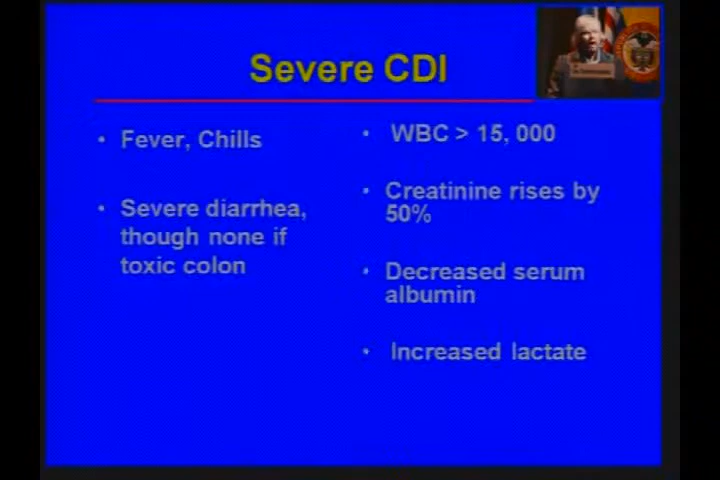 Severe CDI
• Fever, Chills
• Severe diarrhea,
though none if
toxic colon
• WBC > 15, 000
• Creatinine rises by
50%
• Decreased serum
albumin
• Increased lactate